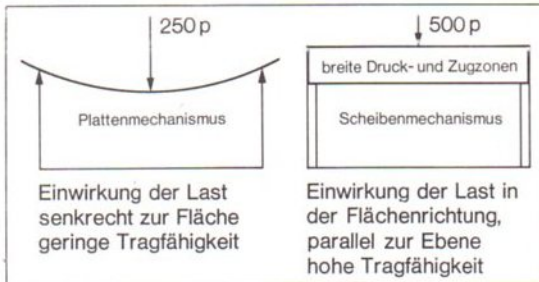 250 p
Plattenmechanismus
Einwirkung der Last
senkrecht zur Fläche
geringe Tragfähigkeit
500 p
breite Druck- und Zugzonen
Scheibenmechanismus
Einwirkung der Last in
der Flächenrichtung,
parallel zur Ebene
hohe Tragfähigkeit